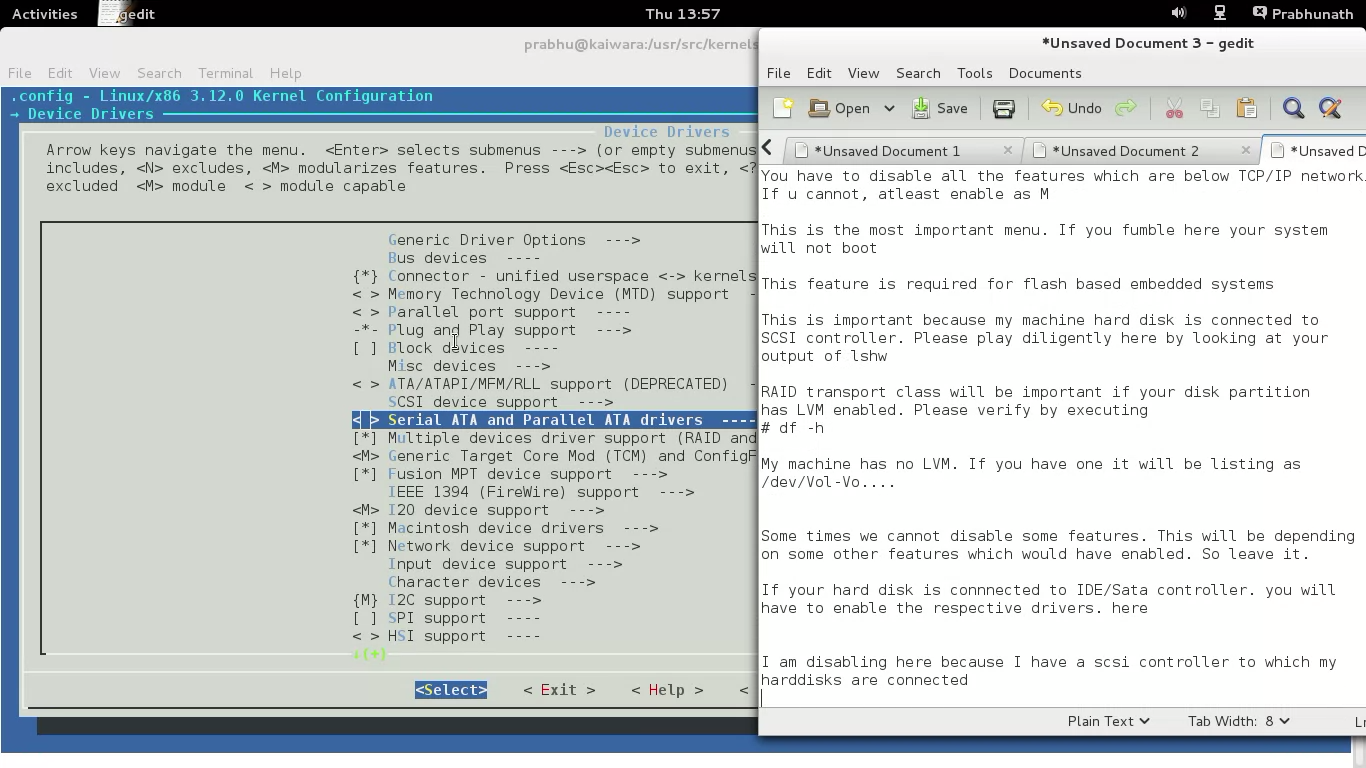 Activities gedit Thu 13:57 Prabhunath
prabhu@kaiwara:/usr/src/kernels
File Edit View Search Terminal Help
.config - Linux/x86 3.12.0 Kernel Configuration
→ Device Drivers
Device Drivers
Arrow keys navigate the menu. <Enter> selects submenus ---> (or empty submenus
includes, <N> excludes, <M> modularizes features. Press <Esc><Esc> to exit, <?
excluded <M> module < > module capable
Generic Driver Options --->
Bus devices ----
{*} Connector - unified userspace <-> kernels
< > Memory Technology Device (MTD) support -
< > Parallel port support ----
-*- Plug and Play support --->
[ ] Block devices ----
Misc devices --->
< > ATA/ATAPI/MFM/RLL support (DEPRECATED) -
SCSI device support --->
< > Serial ATA and Parallel ATA drivers ----
[*] Multiple devices driver support (RAID and
<M> Generic Target Core Mod (TCM) and ConfigF
[*] Fusion MPT device support --->
IEEE 1394 (FireWire) support --->
<M> I2O device support --->
[*] Macintosh device drivers --->
[*] Network device support --->
Input device support --->
Character devices --->
{M} I2C support --->
[ ] SPI support ----
< > HSI support ----
↓(+)
<Select> < Exit > < Help > <
*Unsaved Document 3 - gedit
File Edit View Search Tools Documents
Open Save Undo
*Unsaved Document 1 × *Unsaved Document 2 × *Unsaved D
You have to disable all the features which are below TCP/IP network
If u cannot, atleast enable as M
This is the most important menu. If you fumble here your system
will not boot
This feature is required for flash based embedded systems
This is important because my machine hard disk is connected to
SCSI controller. Please play diligently here by looking at your
output of lshw
RAID transport class will be important if your disk partition
has LVM enabled. Please verify by executing
# df -h
My machine has no LVM. If you have one it will be listing as
/dev/Vol-Vo....
Some times we cannot disable some features. This will be depending
on some other features which would have enabled. So leave it.
If your hard disk is connnected to IDE/Sata controller. you will
have to enable the respective drivers. here
I am disabling here because I have a scsi controller to which my
harddisks are connected
Plain Text Tab Width: 8 Ln